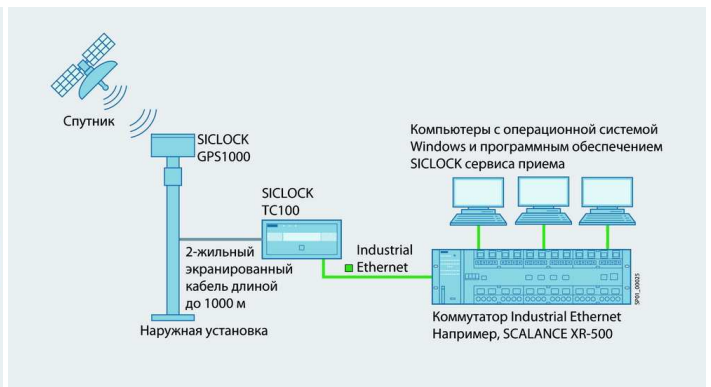 Спутник
SICLOCK
GPS1000
SICLOCK
TC100
2-жильный
экранированный
кабель длиной
до 1000 м
Наружная установка
Industrial
Ethernet
Компьютеры с операционной системой
Windows и программным обеспечением
SICLOCK сервиса приема
SP01_00025
Коммутатор Industrial Ethernet
Например, SCALANCE XR-500